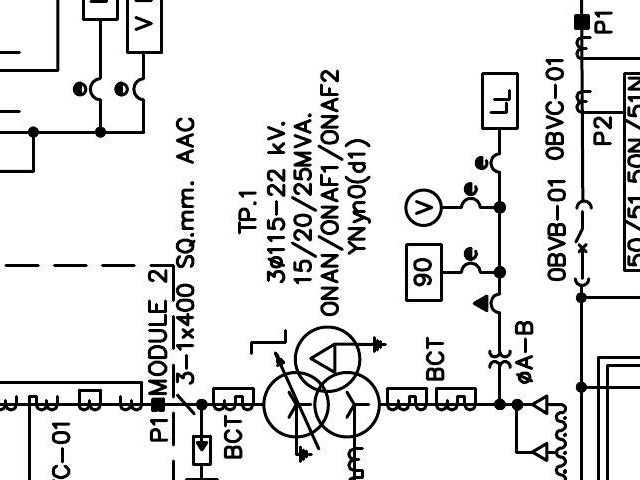 V
P1
P2
0BVC-01
0BVB-01
50/51,50N/51N
LL
V
90
TP.1
3ø115-22 kV.
15/20/25MVA.
ONAN/ONAF1/ONAF2
YNyn0(d1)
3-1x400 SQ.mm. AAC
MODULE 2
P1
BCT
BCT
øA-B
C-01